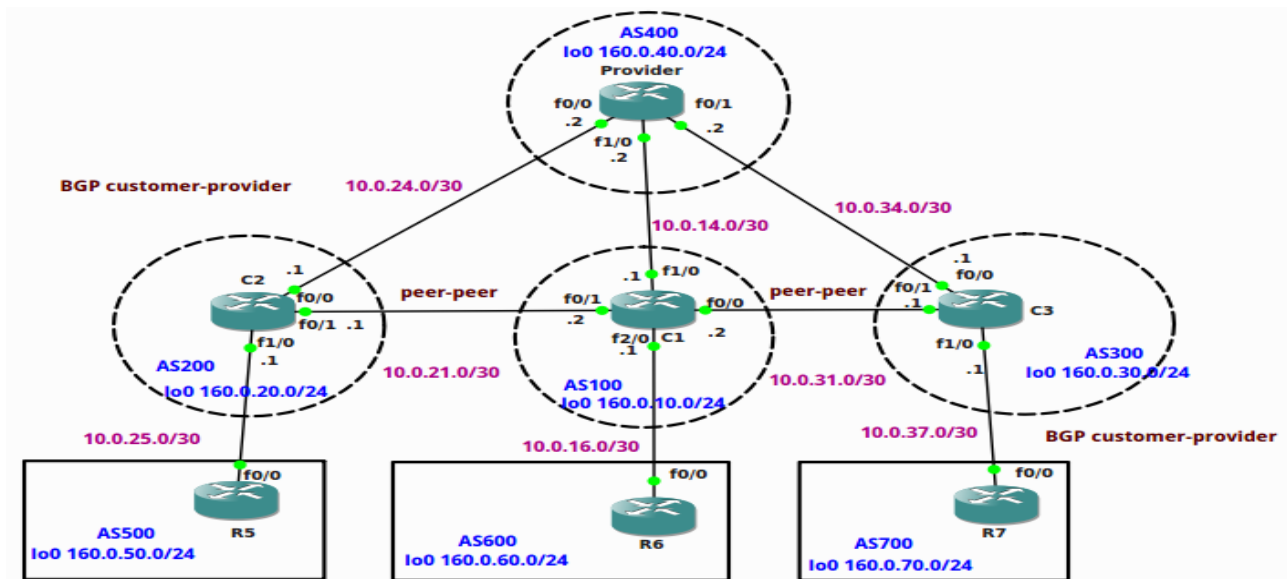 AS400
lo0 160.0.40.0/24
Provider
f0/0
f0/1
.2
.2
f1/0
.2
BGP customer-provider
10.0.24.0/30
10.0.34.0/30
10.0.14.0/30
.1
C2
f0/0
f0/1
.1
f1/0
.1
AS200
lo0 160.0.20.0/24
peer-peer
10.0.21.0/30
.1
f1/0
f0/1
.2
f0/0
.2
f2/0
C1
.1
AS100
lo0 160.0.10.0/24
peer-peer
10.0.31.0/30
.1
f0/0
f0/1
.1
C3
f1/0
.1
AS300
lo0 160.0.30.0/24
10.0.25.0/30
10.0.16.0/30
10.0.37.0/30
BGP customer-provider
f0/0
R5
AS500
lo0 160.0.50.0/24
f0/0
R6
AS600
lo0 160.0.60.0/24
f0/0
R7
AS700
lo0 160.0.70.0/24